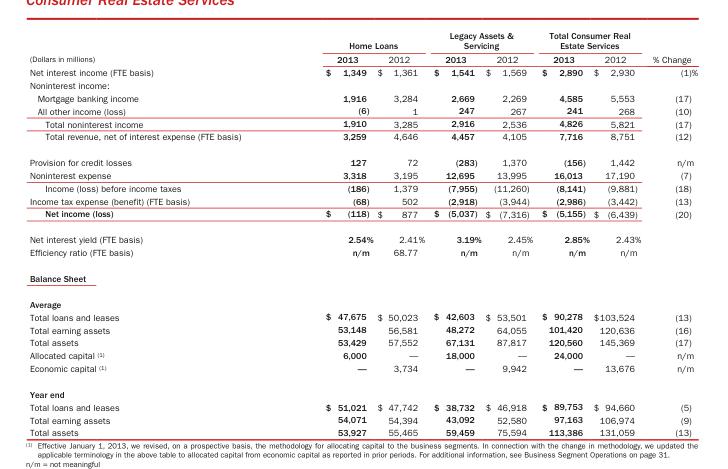 Consumer Real Estate Services
Home Loans Legacy Assets & Servicing Total Consumer Real Estate Services
(Dollars in millions) 2013 2012 2013 2012 2013 2012 % Change
Net interest income (FTE basis) $ 1,349 $ 1,361 $ 1,541 $ 1,569 $ 2,890 $ 2,930 (1)%
Noninterest income:
Mortgage banking income 1,916 3,284 2,669 2,269 4,585 5,553 (17)
All other income (loss) (6) 1 247 267 241 268 (10)
Total noninterest income 1,910 3,285 2,916 2,536 4,826 5,821 (17)
Total revenue, net of interest expense (FTE basis) 3,259 4,646 4,457 4,105 7,716 8,751 (12)
Provision for credit losses 127 72 (283) 1,370 (156) 1,442 n/m
Noninterest expense 3,318 3,195 12,695 13,995 16,013 17,190 (7)
Income (loss) before income taxes (186) 1,379 (7,955) (11,260) (8,141) (9,881) (18)
Income tax expense (benefit) (FTE basis) (68) 502 (2,918) (3,944) (2,986) (3,442) (13)
Net income (loss) $ (118) $ 877 $ (5,037) $ (7,316) $ (5,155) $ (6,439) (20)
Net interest yield (FTE basis) 2.54% 2.41% 3.19% 2.45% 2.85% 2.43%
Efficiency ratio (FTE basis) n/m 68.77 n/m n/m n/m n/m
Balance Sheet
Average
Total loans and leases $ 47,675 $ 50,023 $ 42,603 $ 53,501 $ 90,278 $103,524 (13)
Total earning assets 53,148 56,581 48,272 64,055 101,420 120,636 (16)
Total assets 53,429 57,552 67,131 87,817 120,560 145,369 (17)
Allocated capital (1) 6,000 — 18,000 — 24,000 — n/m
Economic capital (1) — 3,734 — 9,942 — 13,676 n/m
Year end
Total loans and leases $ 51,021 $ 47,742 $ 38,732 $ 46,918 $ 89,753 $ 94,660 (5)
Total earning assets 54,071 54,394 43,092 52,580 97,163 106,974 (9)
Total assets 53,927 55,465 59,459 75,594 113,386 131,059 (13)
(1) Effective January 1, 2013, we revised, on a prospective basis, the methodology for allocating capital to the business segments. In connection with the change in methodology, we updated the
applicable terminology in the above table to allocated capital from economic capital as reported in prior periods. For additional information, see Business Segment Operations on page 31.
n/m = not meaningful